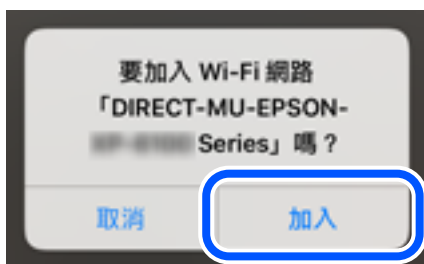 要加入 Wi-Fi 網路
「DIRECT-MU-EPSON-
Series」嗎？
取消
加入